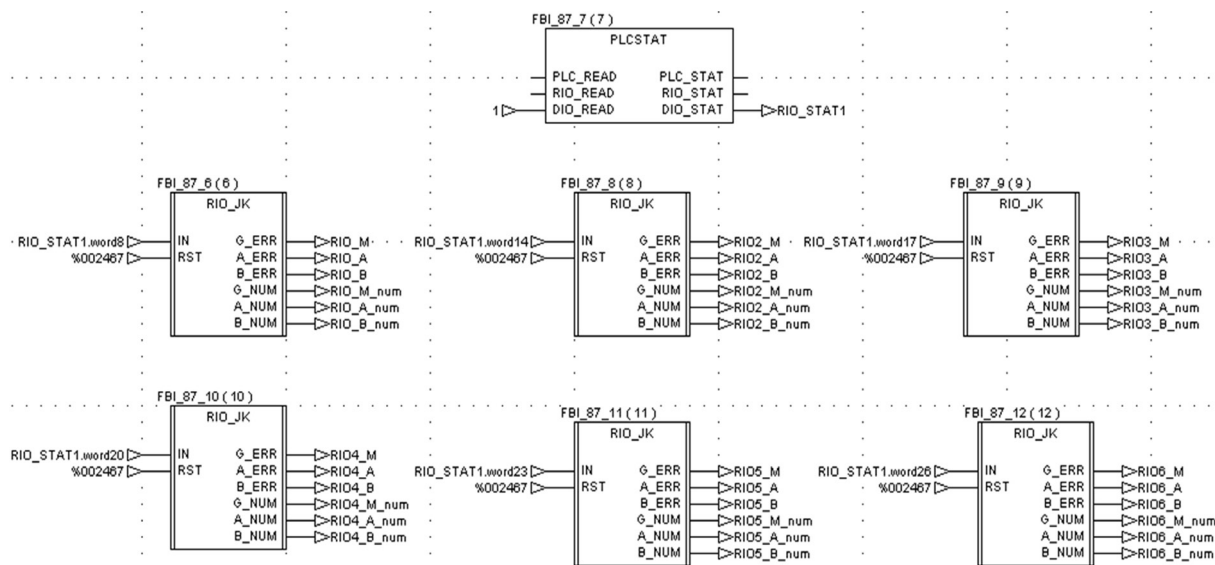 FBI_87_7 (7)
PLCSTAT
PLC_READ PLC_STAT
RIO_READ RIO_STAT
1 DIO_READ DIO_STAT RIO_STAT1
FBI_87_6 (6)
RIO_JK
RIO_STAT1.word8 IN G_ERR RIO_M
%002467 RST A_ERR RIO_A
B_ERR RIO_B
G_NUM RIO_M_num
A_NUM RIO_A_num
B_NUM RIO_B_num
FBI_87_8 (8)
RIO_JK
RIO_STAT1.word14 IN G_ERR RIO2_M
%002467 RST A_ERR RIO2_A
B_ERR RIO2_B
G_NUM RIO2_M_num
A_NUM RIO2_A_num
B_NUM RIO2_B_num
FBI_87_9 (9)
RIO_JK
RIO_STAT1.word17 IN G_ERR RIO3_M
%002467 RST A_ERR RIO3_A
B_ERR RIO3_B
G_NUM RIO3_M_num
A_NUM RIO3_A_num
B_NUM RIO3_B_num
FBI_87_10 (10)
RIO_JK
RIO_STAT1.word20 IN G_ERR RIO4_M
%002467 RST A_ERR RIO4_A
B_ERR RIO4_B
G_NUM RIO4_M_num
A_NUM RIO4_A_num
B_NUM RIO4_B_num
FBI_87_11 (11)
RIO_JK
RIO_STAT1.word23 IN G_ERR RIO5_M
%002467 RST A_ERR RIO5_A
B_ERR RIO5_B
G_NUM RIO5_M_num
A_NUM RIO5_A_num
B_NUM RIO5_B_num
FBI_87_12 (12)
RIO_JK
RIO_STAT1.word26 IN G_ERR RIO6_M
%002467 RST A_ERR RIO6_A
B_ERR RIO6_B
G_NUM RIO6_M_num
A_NUM RIO6_A_num
B_NUM RIO6_B_num